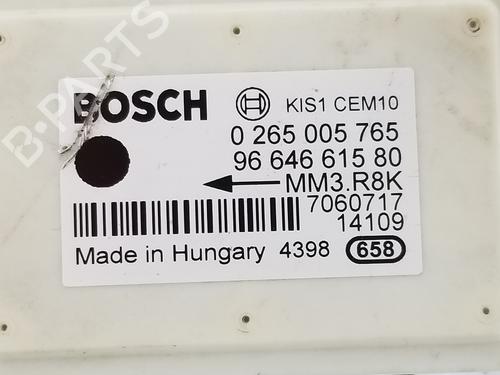 B-PARTS
BOSCH KIS1 CEM10
0 265 005 765
96 646 615 80
MM3.R8K
7060717
14109
Made in Hungary 4398 658